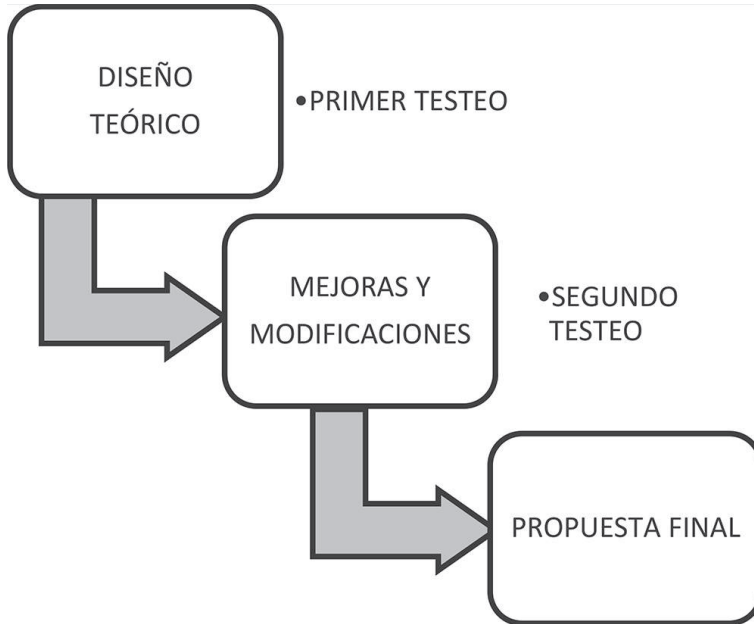 DISEÑO
TEÓRICO
•PRIMER TESTEO
MEJORAS Y
MODIFICACIONES
•SEGUNDO
TESTEO
PROPUESTA FINAL